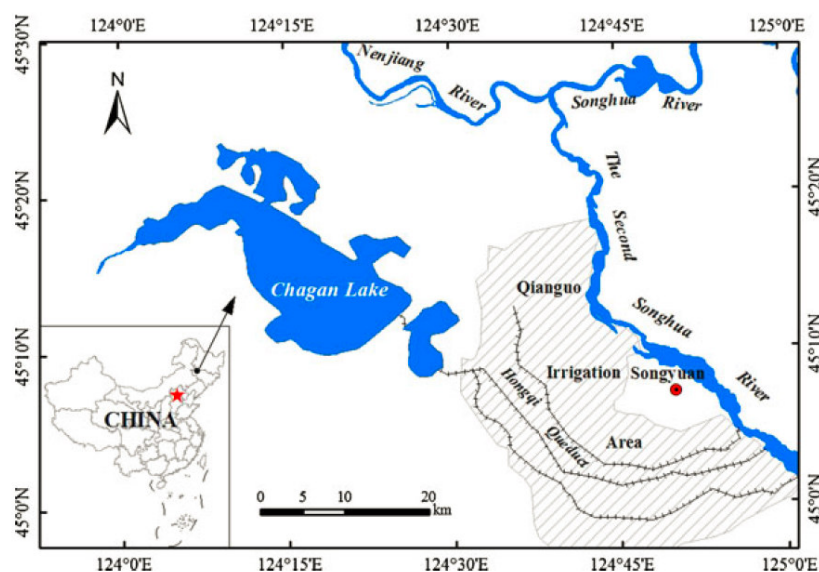 124°0'E 124°15'E 124°30'E 124°45'E 125°0'E
45°30'N
45°30'N
N
Nenjiang
River
Songhua
River
The
Second
Songhua
River
45°20'N
45°20'N
Chagan Lake
Qianguo
Irrigation
Area
Songyuan
Hongqi
Queduct
45°10'N
45°10'N
CHINA
0 5 10 20
km
45°0'N
45°0'N
124°0'E 124°15'E 124°30'E 124°45'E 125°0'E